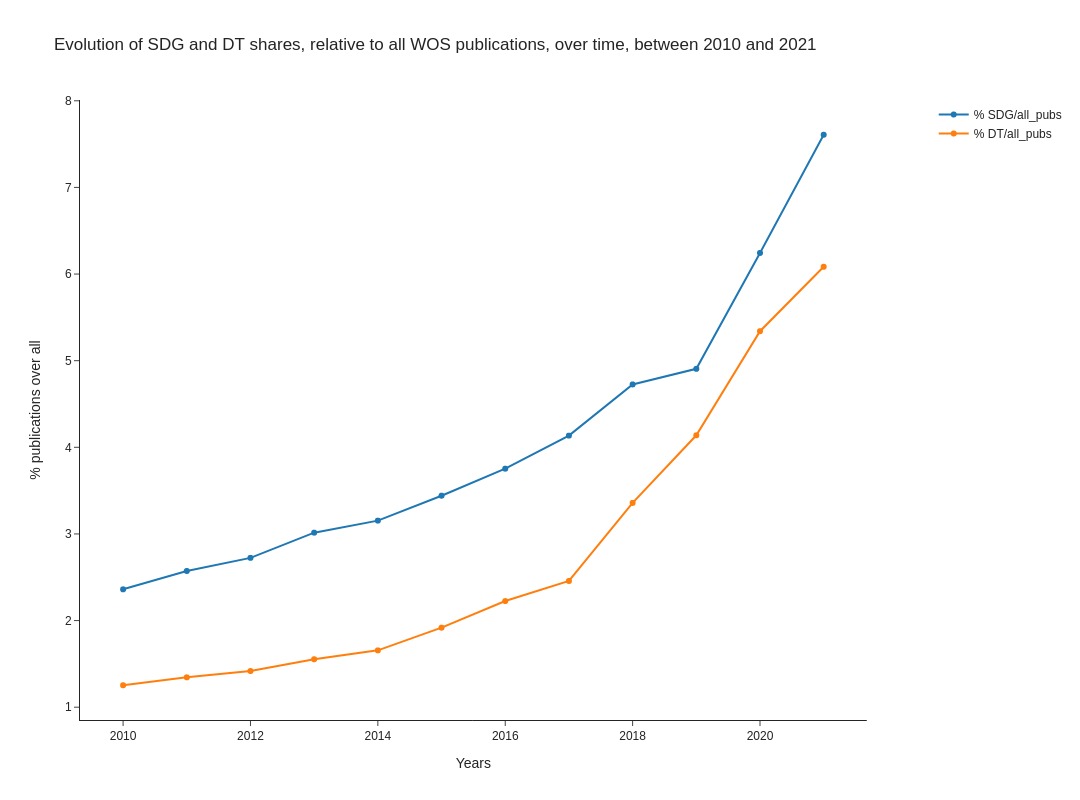 Evolution of SDG and DT shares, relative to all WOS publications, over time, between 2010 and 2021
% SDG/all_pubs
% DT/all_pubs
% publications over all
8
7
6
5
4
3
2
1
2010 2012 2014 2016 2018 2020
Years